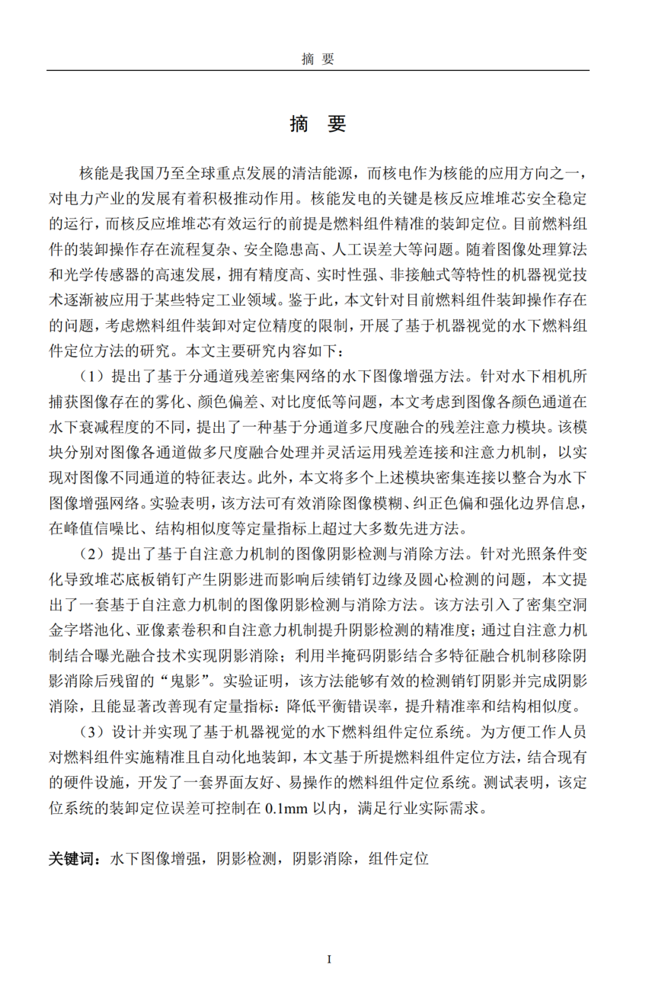 摘 要
摘 要
核能是我国乃至全球重点发展的清洁能源，而核电作为核能的应用方向之一，
对电力产业的发展有着积极推动作用。核能发电的关键是核反应堆堆芯安全稳定
的运行，而核反应堆堆芯有效运行的前提是燃料组件精准的装卸定位。目前燃料组
件的装卸操作存在流程复杂、安全隐患高、人工误差大等问题。随着图像处理算法
和光学传感器的高速发展，拥有精度高、实时性强、非接触式等特性的机器视觉技
术逐渐被应用于某些特定工业领域。鉴于此，本文针对目前燃料组件装卸操作存在
的问题，考虑燃料组件装卸对定位精度的限制，开展了基于机器视觉的水下燃料组
件定位方法的研究。本文主要研究内容如下：
（1）提出了基于分通道残差密集网络的水下图像增强方法。针对水下相机所
捕获图像存在的雾化、颜色偏差、对比度低等问题，本文考虑到图像各颜色通道在
水下衰减程度的不同，提出了一种基于分通道多尺度融合的残差注意力模块。该模
块分别对图像各通道做多尺度融合处理并灵活运用残差连接和注意力机制，以实
现对图像不同通道的特征表达。此外，本文将多个上述模块密集连接以整合为水下
图像增强网络。实验表明，该方法可有效消除图像模糊、纠正色偏和强化边界信息，
在峰值信噪比、结构相似度等定量指标上超过大多数先进方法。
（2）提出了基于自注意力机制的图像阴影检测与消除方法。针对光照条件变
化导致堆芯底板销钉产生阴影进而影响后续销钉边缘及圆心检测的问题，本文提
出了一套基于自注意力机制的图像阴影检测与消除方法。该方法引入了密集空洞
金字塔池化、亚像素卷积和自注意力机制提升阴影检测的精准度；通过自注意力机
制结合曝光融合技术实现阴影消除；利用半掩码阴影结合多特征融合机制移除阴
影消除后残留的“鬼影”。实验证明，该方法能够有效的检测销钉阴影并完成阴影
消除，且能显著改善现有定量指标：降低平衡错误率，提升精准率和结构相似度。
（3）设计并实现了基于机器视觉的水下燃料组件定位系统。为方便工作人员
对燃料组件实施精准且自动化地装卸，本文基于所提燃料组件定位方法，结合现有
的硬件设施，开发了一套界面友好、易操作的燃料组件定位系统。测试表明，该定
位系统的装卸定位误差可控制在 0.1mm 以内，满足行业实际需求。
关键词：水下图像增强，阴影检测，阴影消除，组件定位
I